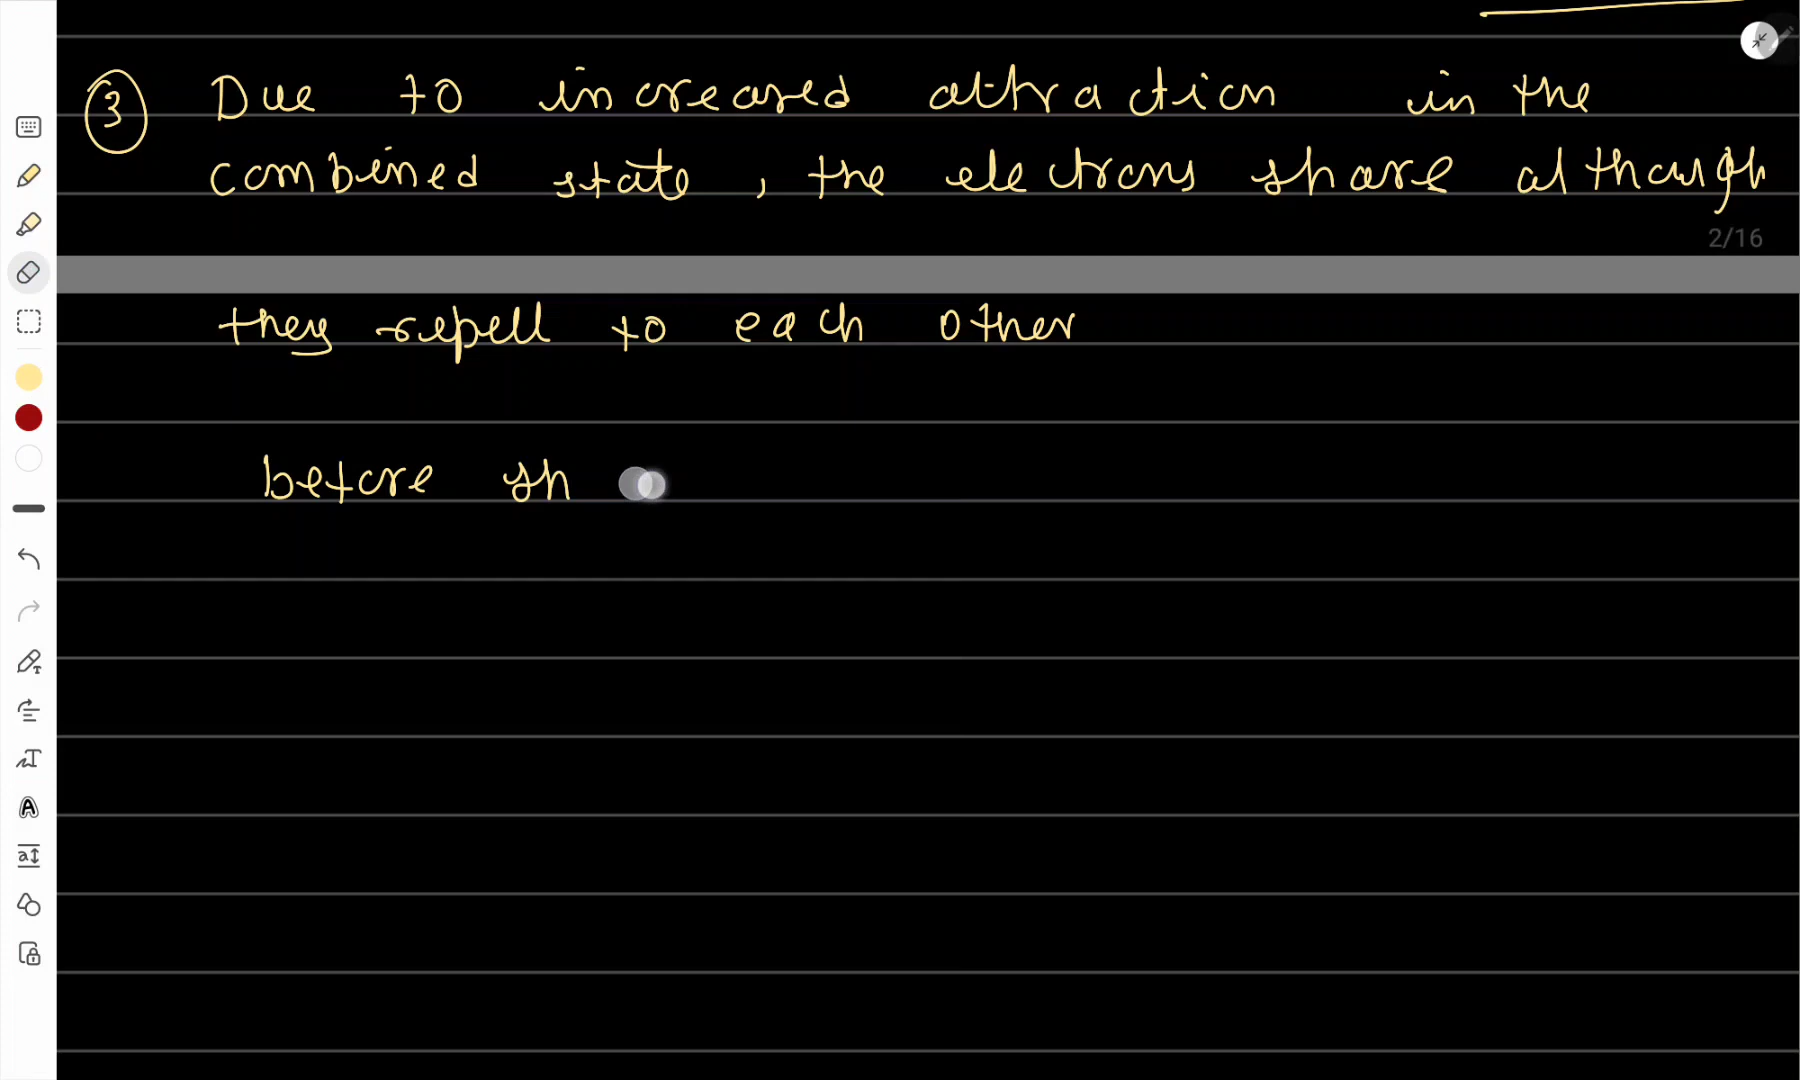 ③ Due to increased attraction in the
combined state, the electrons share although
2/16
they repell to each other
before sh